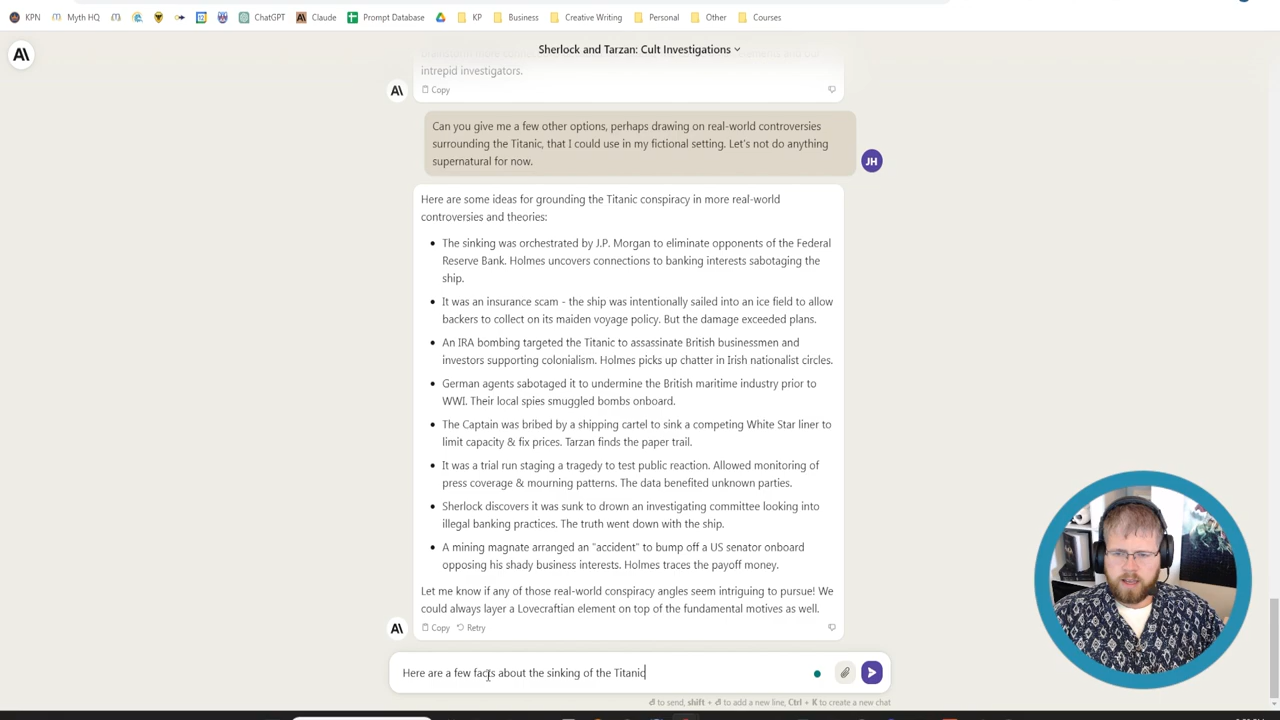 KPN Myth HQ ChatGPT Claude Prompt Database KP Business Creative Writing Personal Other Courses
A\
Sherlock and Tarzan: Cult Investigations
intrepid investigators.
A\ Copy
Can you give me a few other options, perhaps drawing on real-world controversies
surrounding the Titanic, that I could use in my fictional setting. Let's not do anything
supernatural for now.
JH
Here are some ideas for grounding the Titanic conspiracy in more real-world
controversies and theories:
• The sinking was orchestrated by J.P. Morgan to eliminate opponents of the Federal
Reserve Bank. Holmes uncovers connections to banking interests sabotaging the
ship.
• It was an insurance scam - the ship was intentionally sailed into an ice field to allow
backers to collect on its maiden voyage policy. But the damage exceeded plans.
• An IRA bombing targeted the Titanic to assassinate British businessmen and
investors supporting colonialism. Holmes picks up chatter in Irish nationalist circles.
• German agents sabotaged it to undermine the British maritime industry prior to
WWI. Their local spies smuggled bombs onboard.
• The Captain was bribed by a shipping cartel to sink a competing White Star liner to
limit capacity & fix prices. Tarzan finds the paper trail.
• It was a trial run staging a tragedy to test public reaction. Allowed monitoring of
press coverage & mourning patterns. The data benefited unknown parties.
• Sherlock discovers it was sunk to drown an investigating committee looking into
illegal banking practices. The truth went down with the ship.
• A mining magnate arranged an "accident" to bump off a US senator onboard
opposing his shady business interests. Holmes traces the payoff money.
Let me know if any of those real-world conspiracy angles seem intriguing to pursue! We
could always layer a Lovecraftian element on top of the fundamental motives as well.
A\ Copy Retry
Here are a few facts about the sinking of the Titanic
to send, shift + to add a new line, Ctrl + K to create a new chat